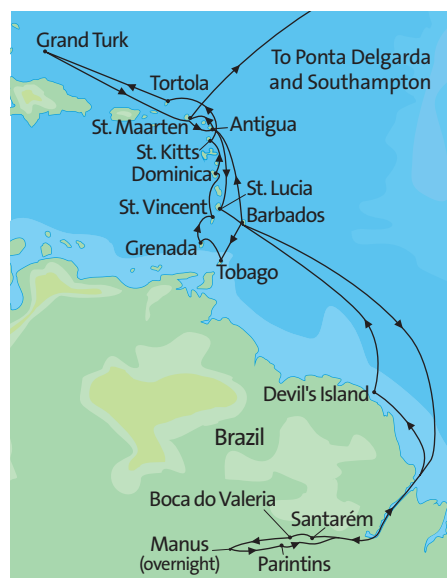 Grand Turk
To Ponta Delgarda
and Southampton
Tortola
St. Maarten
Antigua
St. Kitts
Dominica
St. Lucia
St. Vincent
Barbados
Grenada
Tobago
Devil's Island
Brazil
Boca do Valeria
Santarém
Manus
(overnight)
Parintins